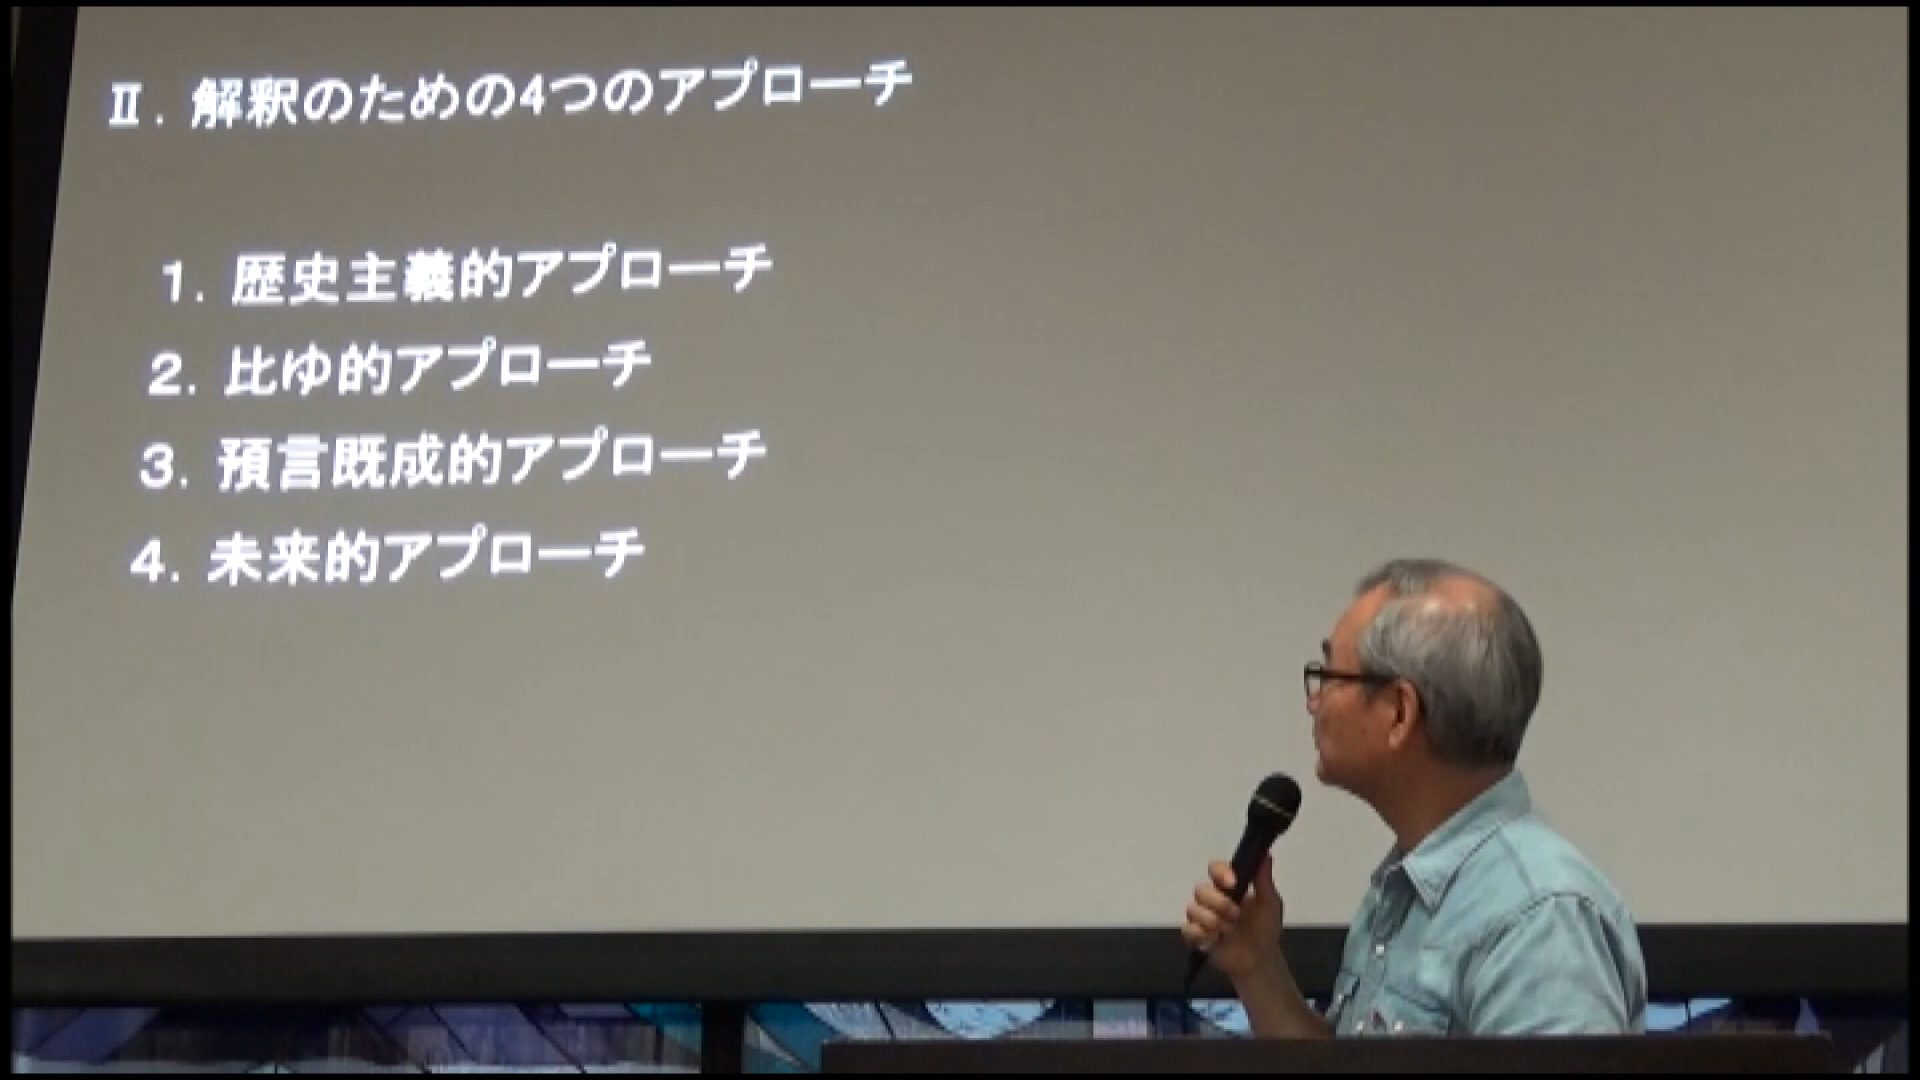 Ⅱ. 解釈のための4つのアプローチ
1. 歴史主義的アプローチ
2. 比ゆ的アプローチ
3. 預言既成的アプローチ
4. 未来的アプローチ